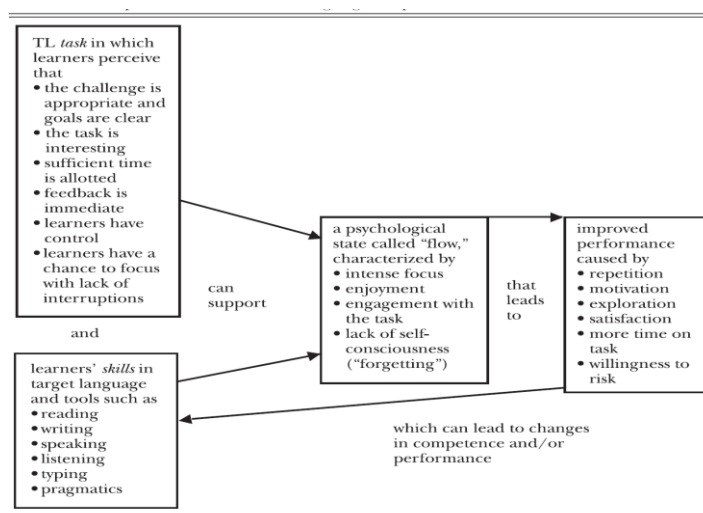 TL task in which
learners perceive
that
• the challenge is
appropriate and
goals are clear
• the task is
interesting
• sufficient time
is allotted
• feedback is
immediate
• learners have
control
• learners have a
chance to focus
with lack of
interruptions
and
learners' skills in
target language
and tools such as
• reading
• writing
• speaking
• listening
• typing
• pragmatics
can
support
a psychological
state called “flow,”
characterized by
• intense focus
• enjoyment
• engagement with
the task
• lack of self-
consciousness
(“forgetting”)
that
leads
to
improved
performance
caused by
• repetition
• motivation
• exploration
• satisfaction
• more time on
task
• willingness to
risk
which can lead to changes
in competence and/or
performance